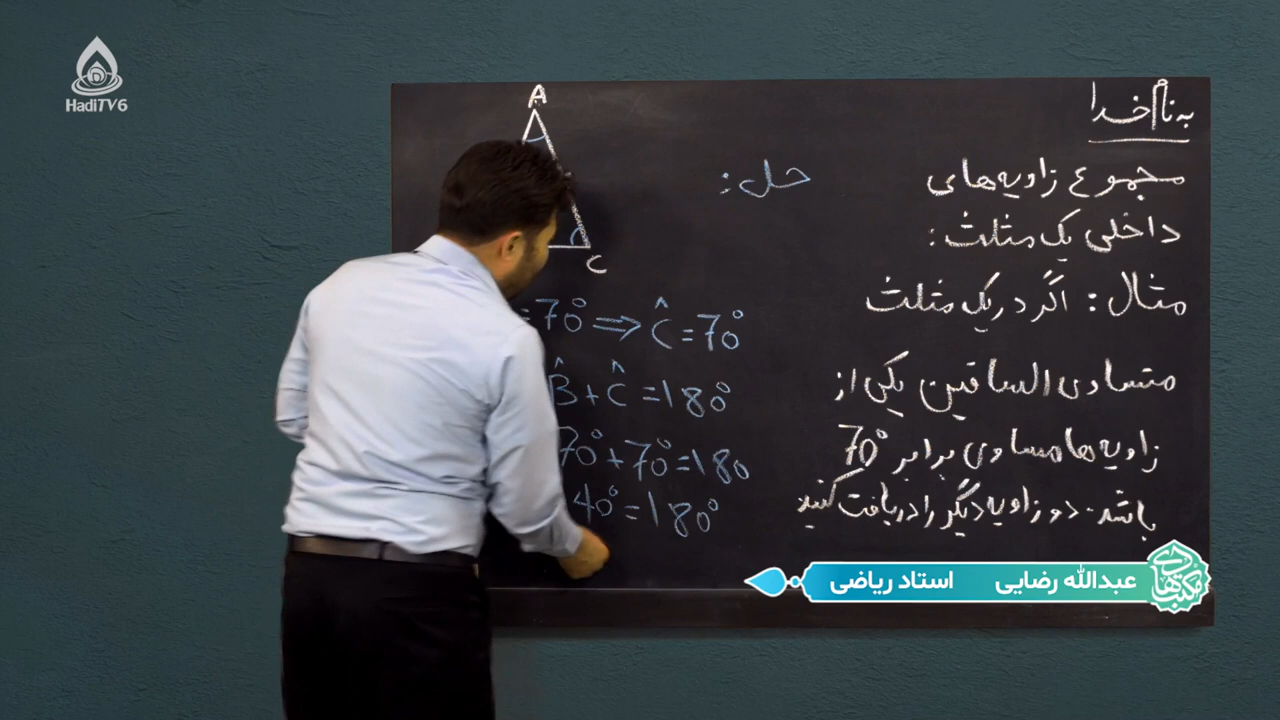 HadiTV6
به نام خدا
مجموع زاویه‌های
داخلی یک مثلث :
مثال : اگر در یک مثلث
متساوی الساقین یکی از
زاویه ها مساوی برابر 70°
باشد. دو زاویه دیگر را دریافت کنید
حل :
A
C
= 70° ⇒ Ĉ = 70°
B̂ + Ĉ = 180°
70° + 70° = 180
40° = 180°
عبدالله رضایی استاد ریاضی